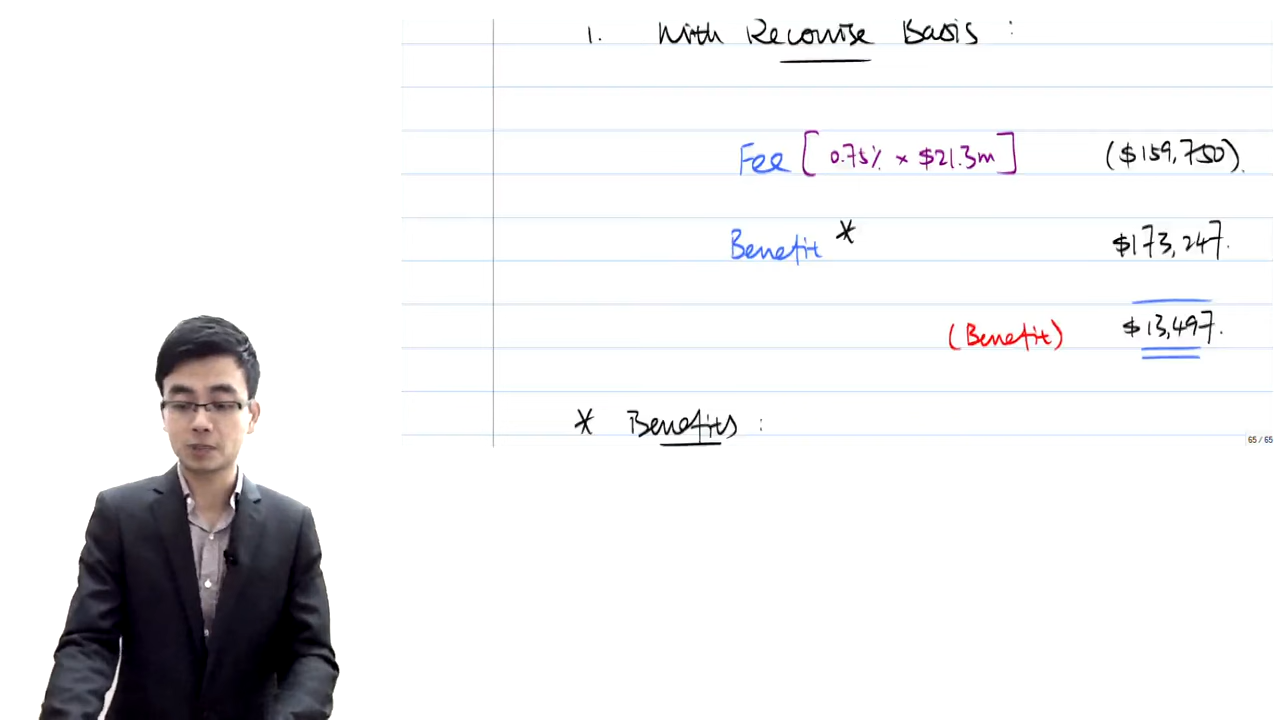 1. With Recourse Basis :
Fee [ 0.75% × $21.3m ] ($159,750).
Benefit * $173,247.
(Benefit) $13,497.
* Benefits :
65 / 65